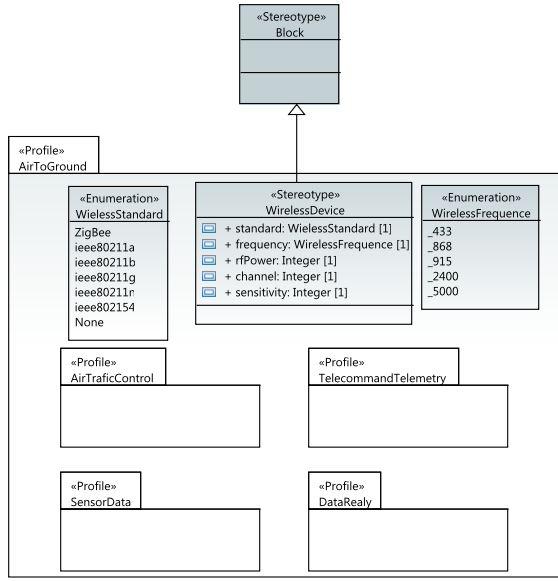 «Stereotype»
Block
«Profile»
AirToGround
«Enumeration»
WielessStandard
ZigBee
ieee80211a
ieee80211b
ieee80211g
ieee80211n
ieee802154
None
«Stereotype»
WirelessDevice
+ standard: WielessStandard [1]
+ frequency: WirelessFrequence [1]
+ rfPower: Integer [1]
+ channel: Integer [1]
+ sensitivity: Integer [1]
«Enumeration»
WirelessFrequence
_433
_868
_915
_2400
_5000
«Profile»
AirTraficControl
«Profile»
TelecommandTelemetry
«Profile»
SensorData
«Profile»
DataRealy